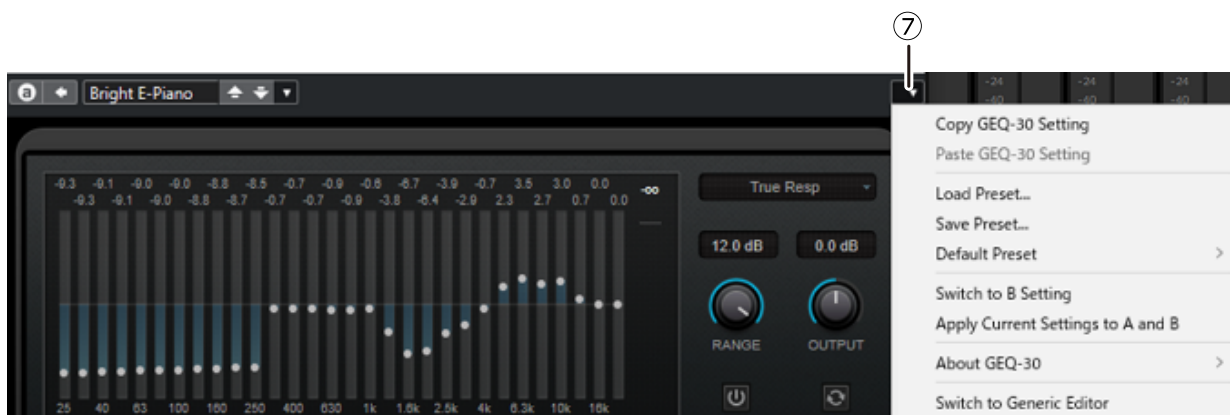 ⑦
a
Bright E-Piano
-24 -24 -24
-40 -40 -40
Copy GEQ-30 Setting
Paste GEQ-30 Setting
Load Preset...
Save Preset...
Default Preset
Switch to B Setting
Apply Current Settings to A and B
About GEQ-30
Switch to Generic Editor
-9.3 -9.1 -9.0 -9.0 -8.8 -8.5 -0.7 -0.9 -0.6 -6.7 -3.9 -0.7 3.5 3.0 0.0
-9.3 -9.1 -9.0 -8.8 -8.7 -0.7 -0.7 -0.9 -3.8 -6.4 -2.9 2.3 2.7 0.7 0.0
-oo
True Resp
12.0 dB 0.0 dB
RANGE OUTPUT
25 40 63 100 160 250 400 630 1k 1.6k 2.5k 4k 6.3k 10k 16k